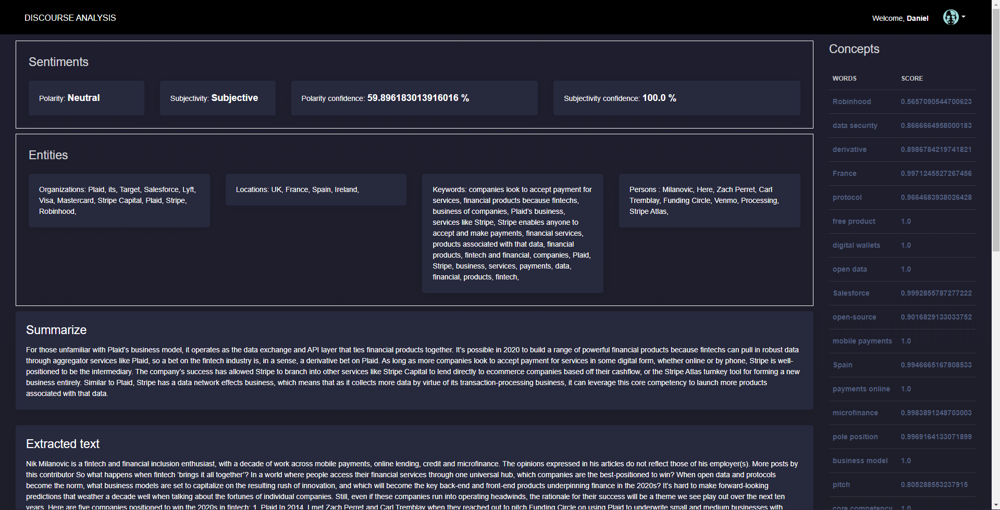 DISCOURSE ANALYSIS
Welcome, Daniel
Sentiments
Polarity: Neutral
Subjectivity: Subjective
Polarity confidence: 59.896183013916016 %
Subjectivity confidence: 100.0 %
Entities
Organizations: Plaid, its, Target, Salesforce, Lyft,
Visa, Mastercard, Stripe Capital, Plaid, Stripe,
Robinhood,
Locations: UK, France, Spain, Ireland,
Keywords: companies look to accept payment for
services, financial products because fintechs,
business of companies, Plaid's business,
services like Stripe, Stripe enables anyone to
accept and make payments, financial services,
products associated with that data, financial
products, fintech and financial, companies, Plaid,
Stripe, business, services, payments, data,
financial, products, fintech,
Persons : Milanovic, Here, Zach Perret, Carl
Tremblay, Funding Circle, Venmo, Processing,
Stripe Atlas,
Summarize
For those unfamiliar with Plaid's business model, it operates as the data exchange and API layer that ties financial products together. It's possible in 2020 to build a range of powerful financial products because fintechs can pull in robust data
through aggregator services like Plaid, so a bet on the fintech industry is, in a sense, a derivative bet on Plaid. As long as more companies look to accept payment for services in some digital form, whether online or by phone, Stripe is well-
positioned to be the intermediary. The company's success has allowed Stripe to branch into other services like Stripe Capital to lend directly to ecommerce companies based off their cashflow, or the Stripe Atlas turnkey tool for forming a new
business entirely. Similar to Plaid, Stripe has a data network effects business, which means that as it collects more data by virtue of its transaction-processing business, it can leverage this core competency to launch more products
associated with that data.
Extracted text
Nik Milanovic is a fintech and financial inclusion enthusiast, with a decade of work across mobile payments, online lending, credit and microfinance. The opinions expressed in his articles do not reflect those of his employer(s). More posts by
this contributor So what happens when fintech ‘brings it all together’? In a world where people access their financial services through one universal hub, which companies are the best-positioned to win? When open data and protocols
become the norm, what business models are set to capitalize on the resulting rush of innovation, and which will become the key back-end and front-end products underpinning finance in the 2020s? It's hard to make forward-looking
predictions that weather a decade well when talking about the fortunes of individual companies. Still, even if these companies run into operating headwinds, the rationale for their success will be a theme we see play out over the next ten
years. Here are five companies positioned to win the 2020s in fintech: 1. Plaid In 2014, I met Zach Perret and Carl Tremblay when they reached out to pitch Funding Circle on using Plaid to underwrite small and medium businesses with
Concepts
WORDS SCORE
Robinhood 0.5657090544700623
data security 0.8666664958000183
derivative 0.8986784219741821
France 0.9971245527267456
protocol 0.9664683938026428
free product 1.0
digital wallets 1.0
open data 1.0
Salesforce 0.9992855787277222
open-source 0.9016829133033752
mobile payments 1.0
Spain 0.9946665167808533
payments online 1.0
microfinance 0.9983891248703003
pole position 0.9969164133071899
business model 1.0
pitch 0.805288553237915
core competency 1.0